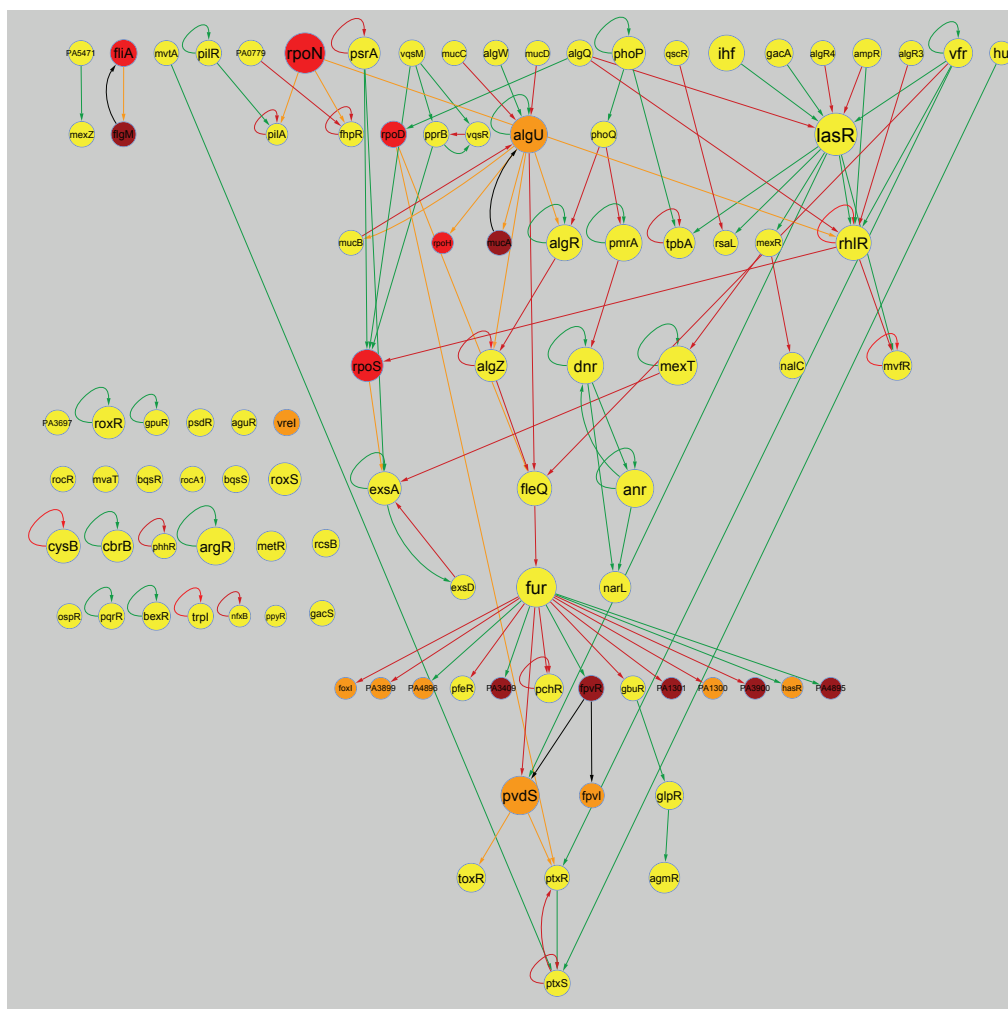 PA5471
fliA
mvtA
pilR
PA0779
rpoN
psrA
vqsM
mucC
algW
mucD
algQ
phoP
qscR
ihf
gacA
algR4
ampR
algR3
vfr
hu
mexZ
flgM
pilA
fhpR
rpoD
pprB
vqsR
algU
phoQ
lasR
mucB
rpoH
mucA
algR
pmrA
tpbA
rsaL
mexR
rhlR
rpoS
algZ
dnr
mexT
nalC
mvfR
PA3697
roxR
gpuR
psdR
aguR
vreI
rocR
mvaT
bqsR
rocA1
bqsS
roxS
exsA
fleQ
anr
cysB
cbrB
phhR
argR
metR
rcsB
exsD
fur
narL
ospR
pqrR
bexR
trpI
nfxB
ppyR
gacS
foxI
PA3899
PA4896
pfeR
PA3409
pchR
fpvR
gbuR
PA1301
PA1300
PA3900
hasR
PA4895
pvdS
fpvI
glpR
toxR
ptxR
agmR
ptxS